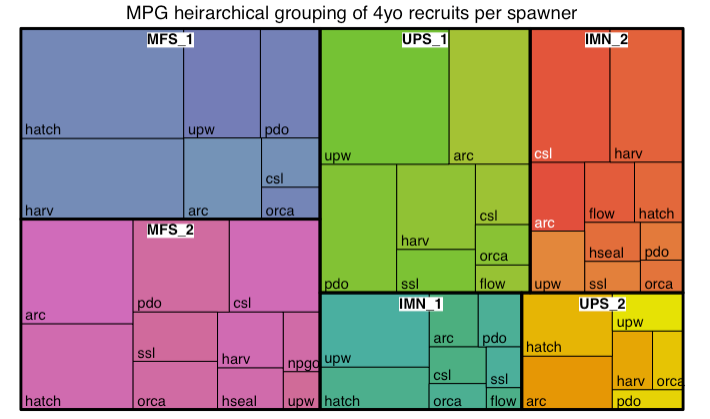 MPG heirarchical grouping of 4yo recruits per spawner
MFS_1
hatch
upw
pdo
harv
arc
csl
orca
MFS_2
arc
pdo
csl
hatch
ssl
orca
harv
hseal
npgo
upw
UPS_1
upw
arc
pdo
harv
ssl
csl
orca
flow
IMN_1
upw
hatch
arc
pdo
csl
orca
ssl
flow
IMN_2
csl
harv
arc
upw
flow
hatch
hseal
pdo
ssl
orca
UPS_2
hatch
arc
upw
harv
orca
pdo